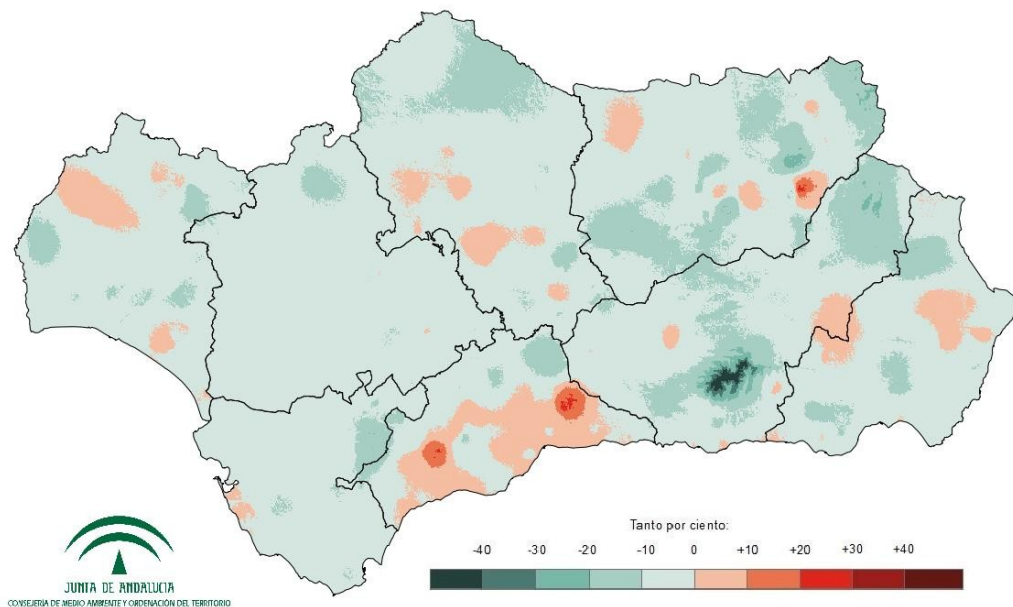 Tanto por ciento:
-40 -30 -20 -10 0 +10 +20 +30 +40
JUNTA DE ANDALUCIA
CONSEJERÍA DE MEDIO AMBIENTE Y ORDENACIÓN DEL TERRITORIO